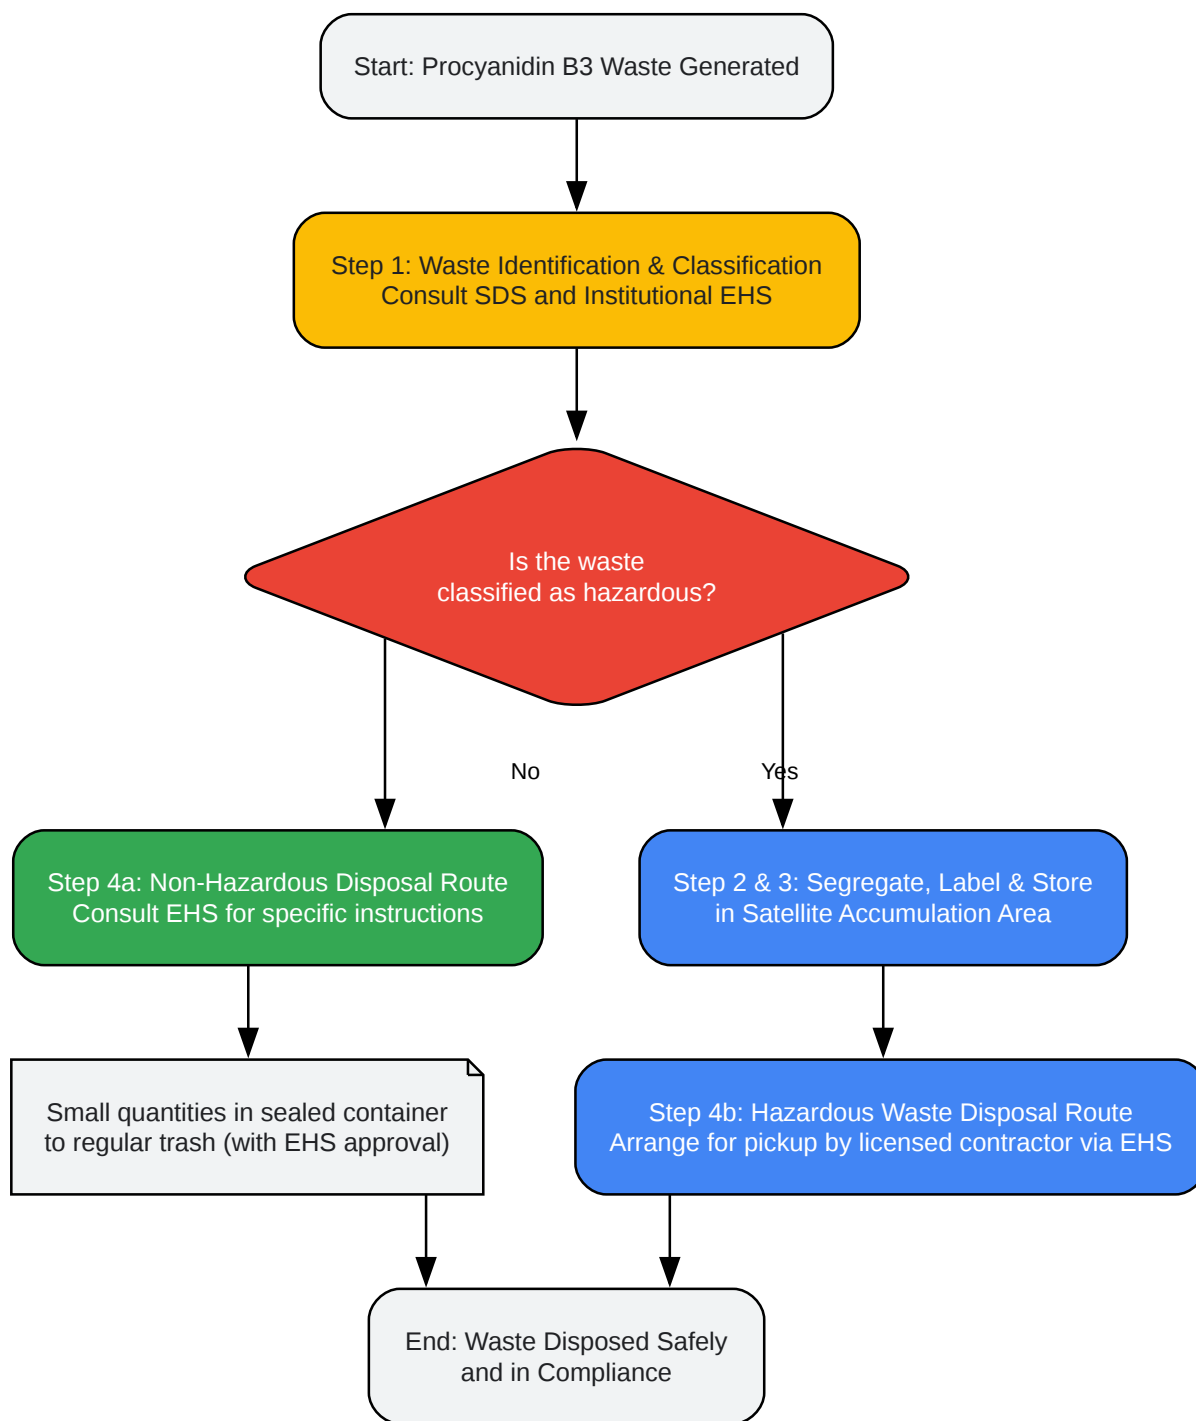 Start: Procyanidin B3 Waste Generated
Step 1: Waste Identification & Classification
Consult SDS and Institutional EHS
Is the waste
classified as hazardous?
No
Yes
Step 4a: Non-Hazardous Disposal Route
Consult EHS for specific instructions
Step 2 & 3: Segregate, Label & Store
in Satellite Accumulation Area
Small quantities in sealed container
to regular trash (with EHS approval)
Step 4b: Hazardous Waste Disposal Route
Arrange for pickup by licensed contractor via EHS
End: Waste Disposed Safely
and in Compliance